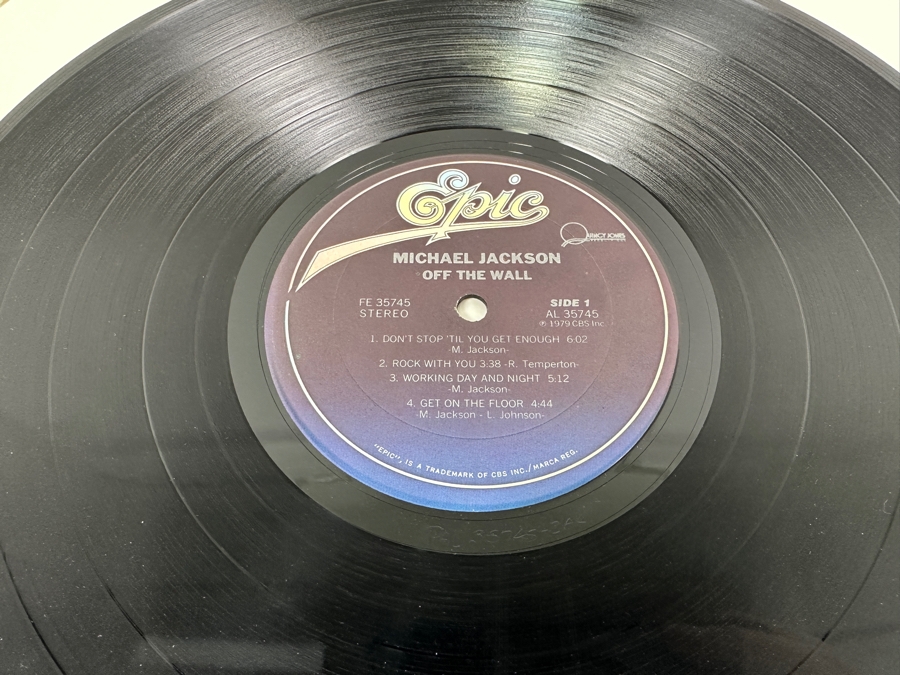 Epic
QUINCY JONES
MICHAEL JACKSON
OFF THE WALL
FE 35745
STEREO
SIDE 1
AL 35745
℗ 1979 CBS Inc.
1. DON'T STOP 'TIL YOU GET ENOUGH 6:02
-M. Jackson-
2. ROCK WITH YOU 3:38 -R. Temperton-
3. WORKING DAY AND NIGHT 5:12
-M. Jackson-
4. GET ON THE FLOOR 4:44
-M. Jackson - L. Johnson-
"EPIC", IS A TRADEMARK OF CBS INC./MARCA REG.